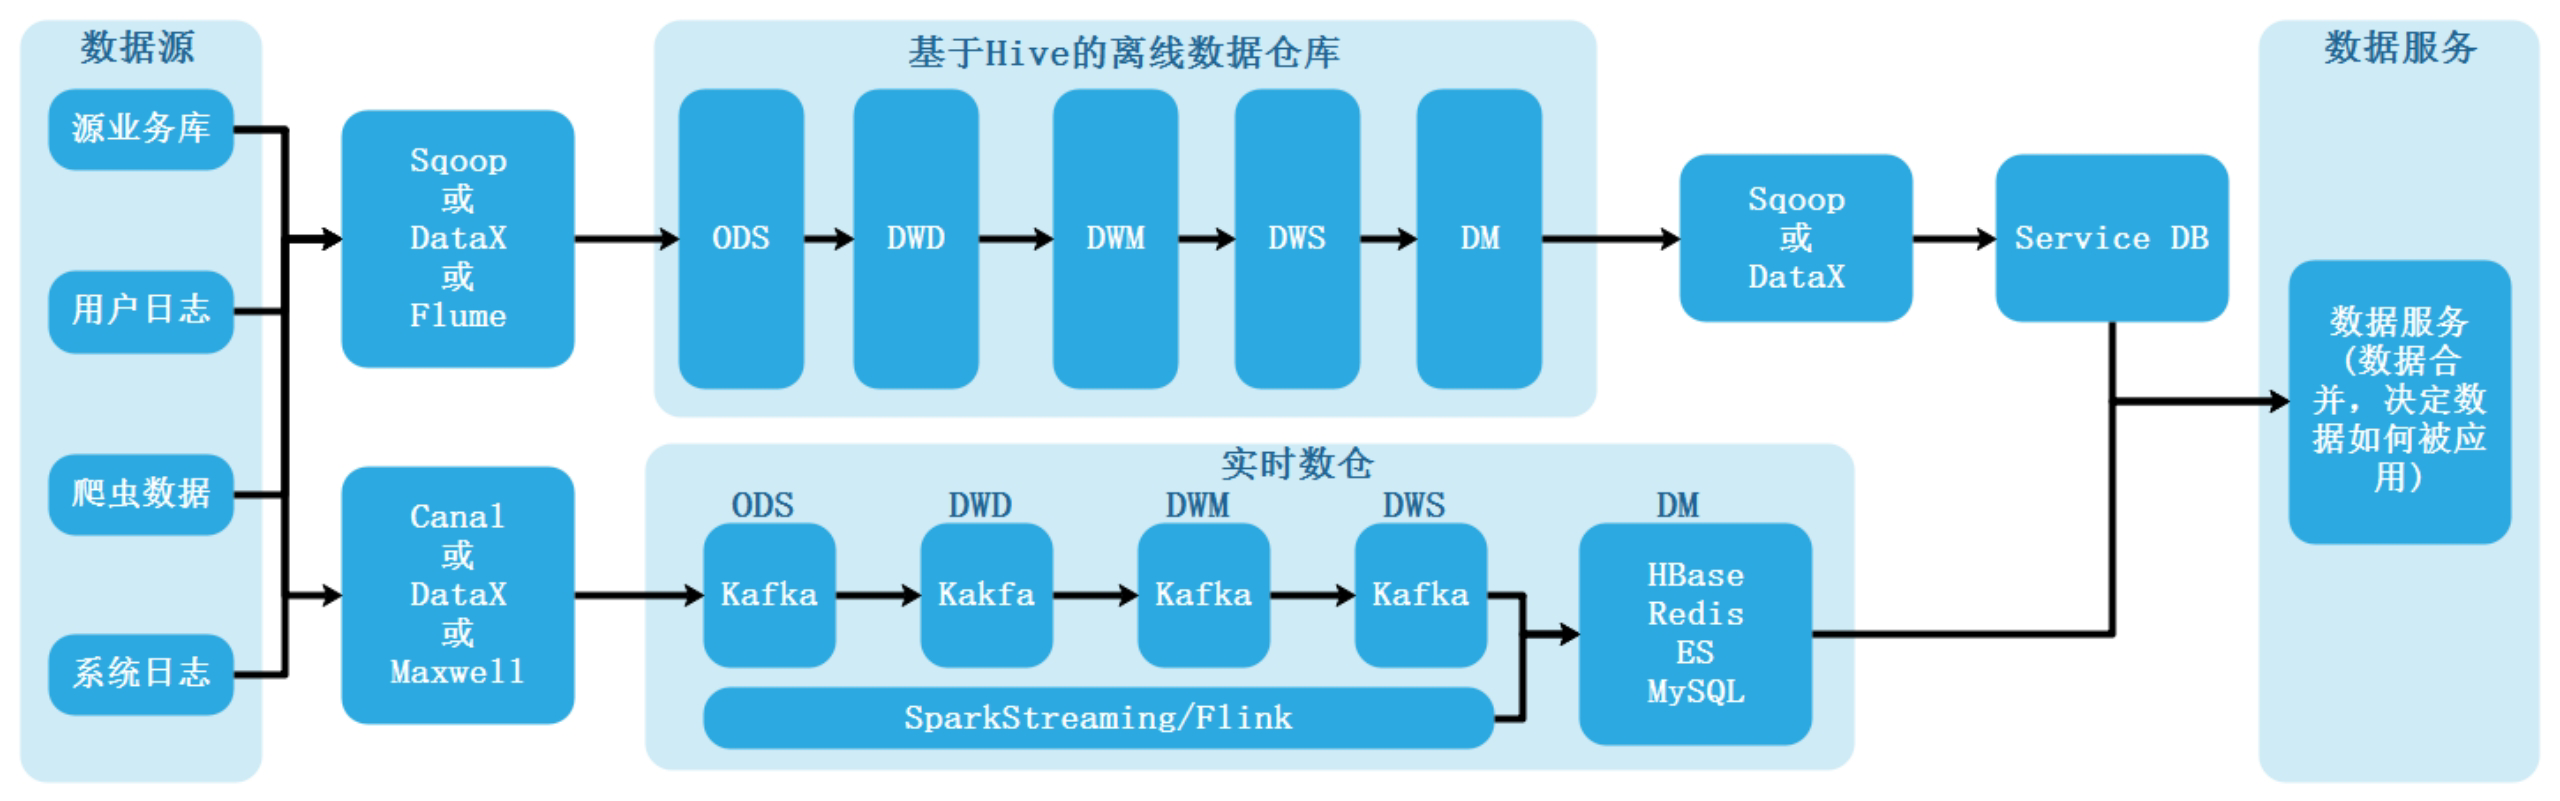 数据源
源业务库
用户日志
爬虫数据
系统日志
Sqoop
或
DataX
或
Flume
Canal
或
DataX
或
Maxwell
基于Hive的离线数据仓库
ODS
DWD
DWM
DWS
DM
Sqoop
或
DataX
Service DB
实时数仓
ODS
DWD
DWM
DWS
DM
Kafka
Kakfa
Kafka
Kafka
HBase
Redis
ES
MySQL
SparkStreaming/Flink
数据服务
数据服务
(数据合
并，决定数
据如何被应
用)